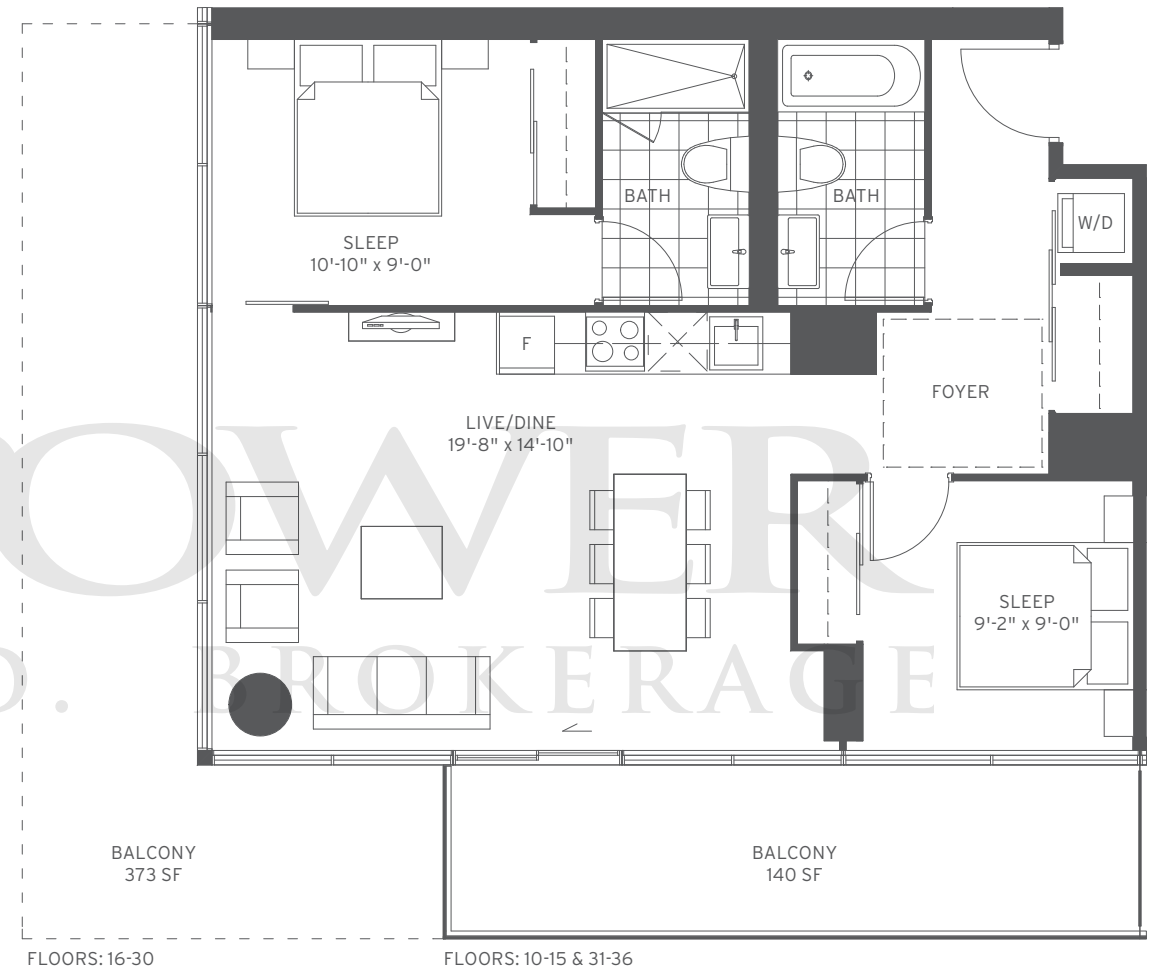 BATH
BATH
W/D
SLEEP
10'-10" x 9'-0"
F
FOYER
LIVE/DINE
19'-8" x 14'-10"
OWER
SLEEP
9'-2" x 9'-0"
D. BROKERAGE
BALCONY
373 SF
BALCONY
140 SF
FLOORS: 16-30
FLOORS: 10-15 & 31-36